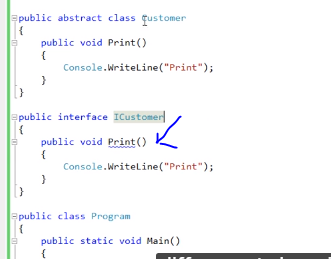 public abstract class Customer
{
public void Print()
{
Console.WriteLine("Print");
}
}
public interface ICustomer
{
public void Print()
{
Console.WriteLine("Print");
}
}
public class Program
{
public static void Main()
{